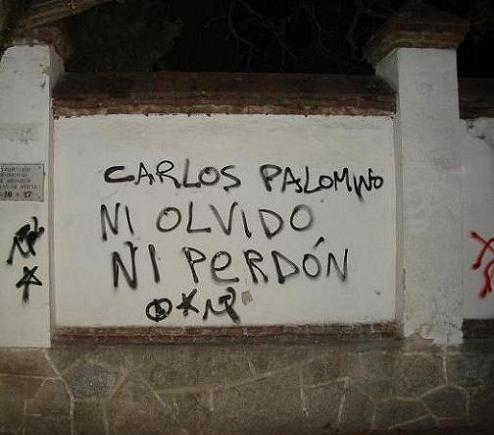 CARLOS PALOMINO
NI OLVIDO
NI PERDÓN